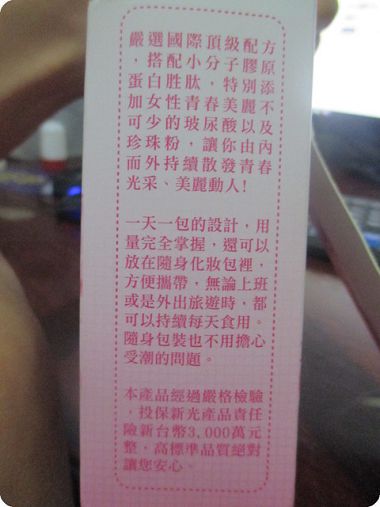 嚴選國際頂級配方
，搭配小分子膠原
蛋白胜肽，特別添
加女性青春美麗不
可少的玻尿酸以及
珍珠粉，讓你由內
而外持續散發青春
光采、美麗動人!
一天一包的設計，用
量完全掌握，還可以
放在隨身化妝包裡，
方便攜帶，無論上班
或是外出旅遊時，都
可以持續每天食用。
隨身包裝也不用擔心
受潮的問題。
本產品經過嚴格檢驗
，投保新光產品責任
險新台幣3,000萬元
整，高標準品質絕對
讓您安心。